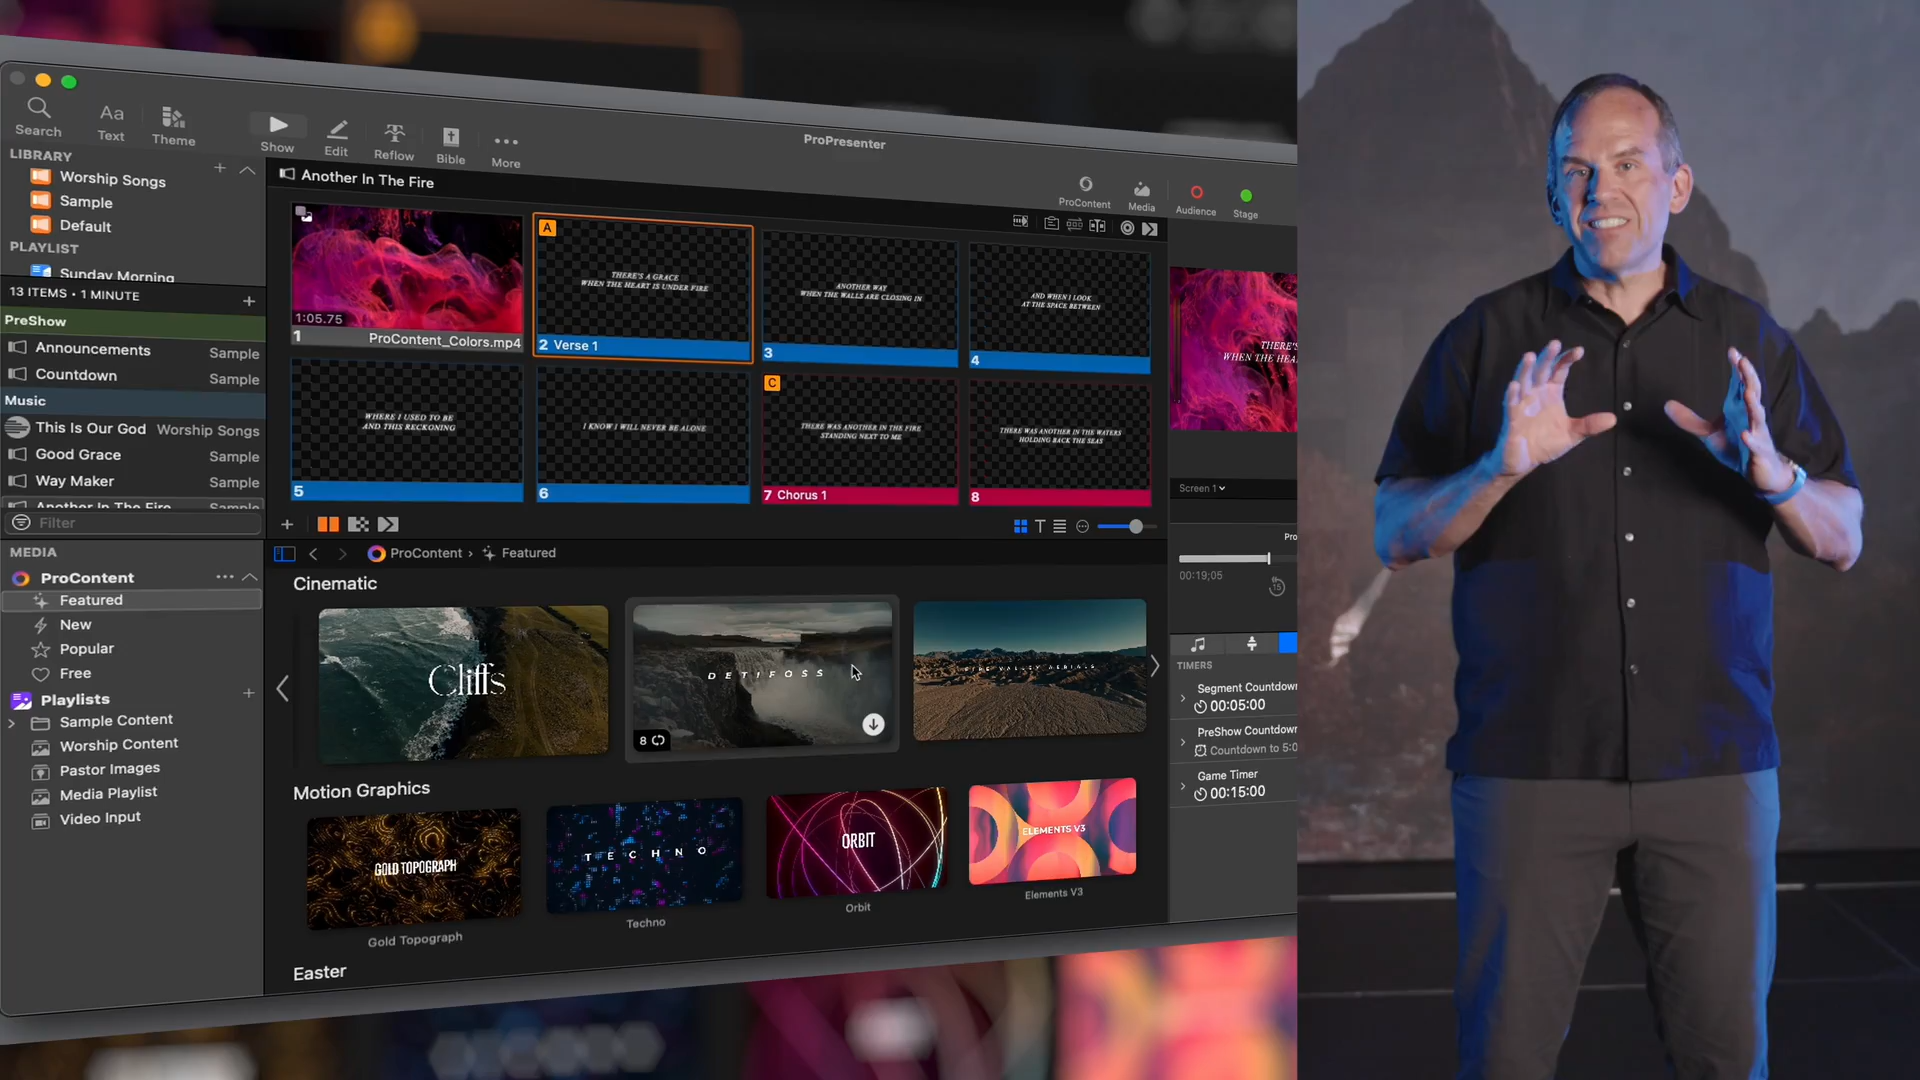 Search
Text
Theme
Show
Edit
Reflow
Bible
More
ProPresenter
ProContent
Media
Audience
Stage
LIBRARY
Worship Songs
Sample
Default
PLAYLIST
Sunday Morning
13 ITEMS • 1 MINUTE
PreShow
Announcements Sample
Countdown Sample
Music
This Is Our God Worship Songs
Good Grace Sample
Way Maker Sample
Another In The Fire Sample
Filter
MEDIA
ProContent
Featured
New
Popular
Free
Playlists
Sample Content
Worship Content
Pastor Images
Media Playlist
Video Input
Another In The Fire
1:05.75
1 ProContent_Colors.mp4
A
THERE'S A GRACE
WHEN THE HEART IS UNDER FIRE
2 Verse 1
ANOTHER WAY
WHEN THE WALLS ARE CLOSING IN
3
AND WHEN I LOOK
AT THE SPACE BETWEEN
4
WHERE I USED TO BE
AND THIS RECKONING
5
I KNOW I WILL NEVER BE ALONE
6
C
THERE WAS ANOTHER IN THE FIRE
STANDING NEXT TO ME
7 Chorus 1
THERE WAS ANOTHER IN THE WATERS
HOLDING BACK THE SEAS
8
ProContent › Featured
Cinematic
Cliffs
DETIFOSS
8
Motion Graphics
GOLD TOPOGRAPH
Gold Topograph
TECHNO
Techno
ORBIT
Orbit
ELEMENTS V3
Elements V3
Easter
THERE'S
WHEN THE HEA
Screen 1
Pro
00:19;05
15
TIMERS
Segment Countdown
00:05:00
PreShow Countdown
Countdown to 5:0
Game Timer
00:15:00